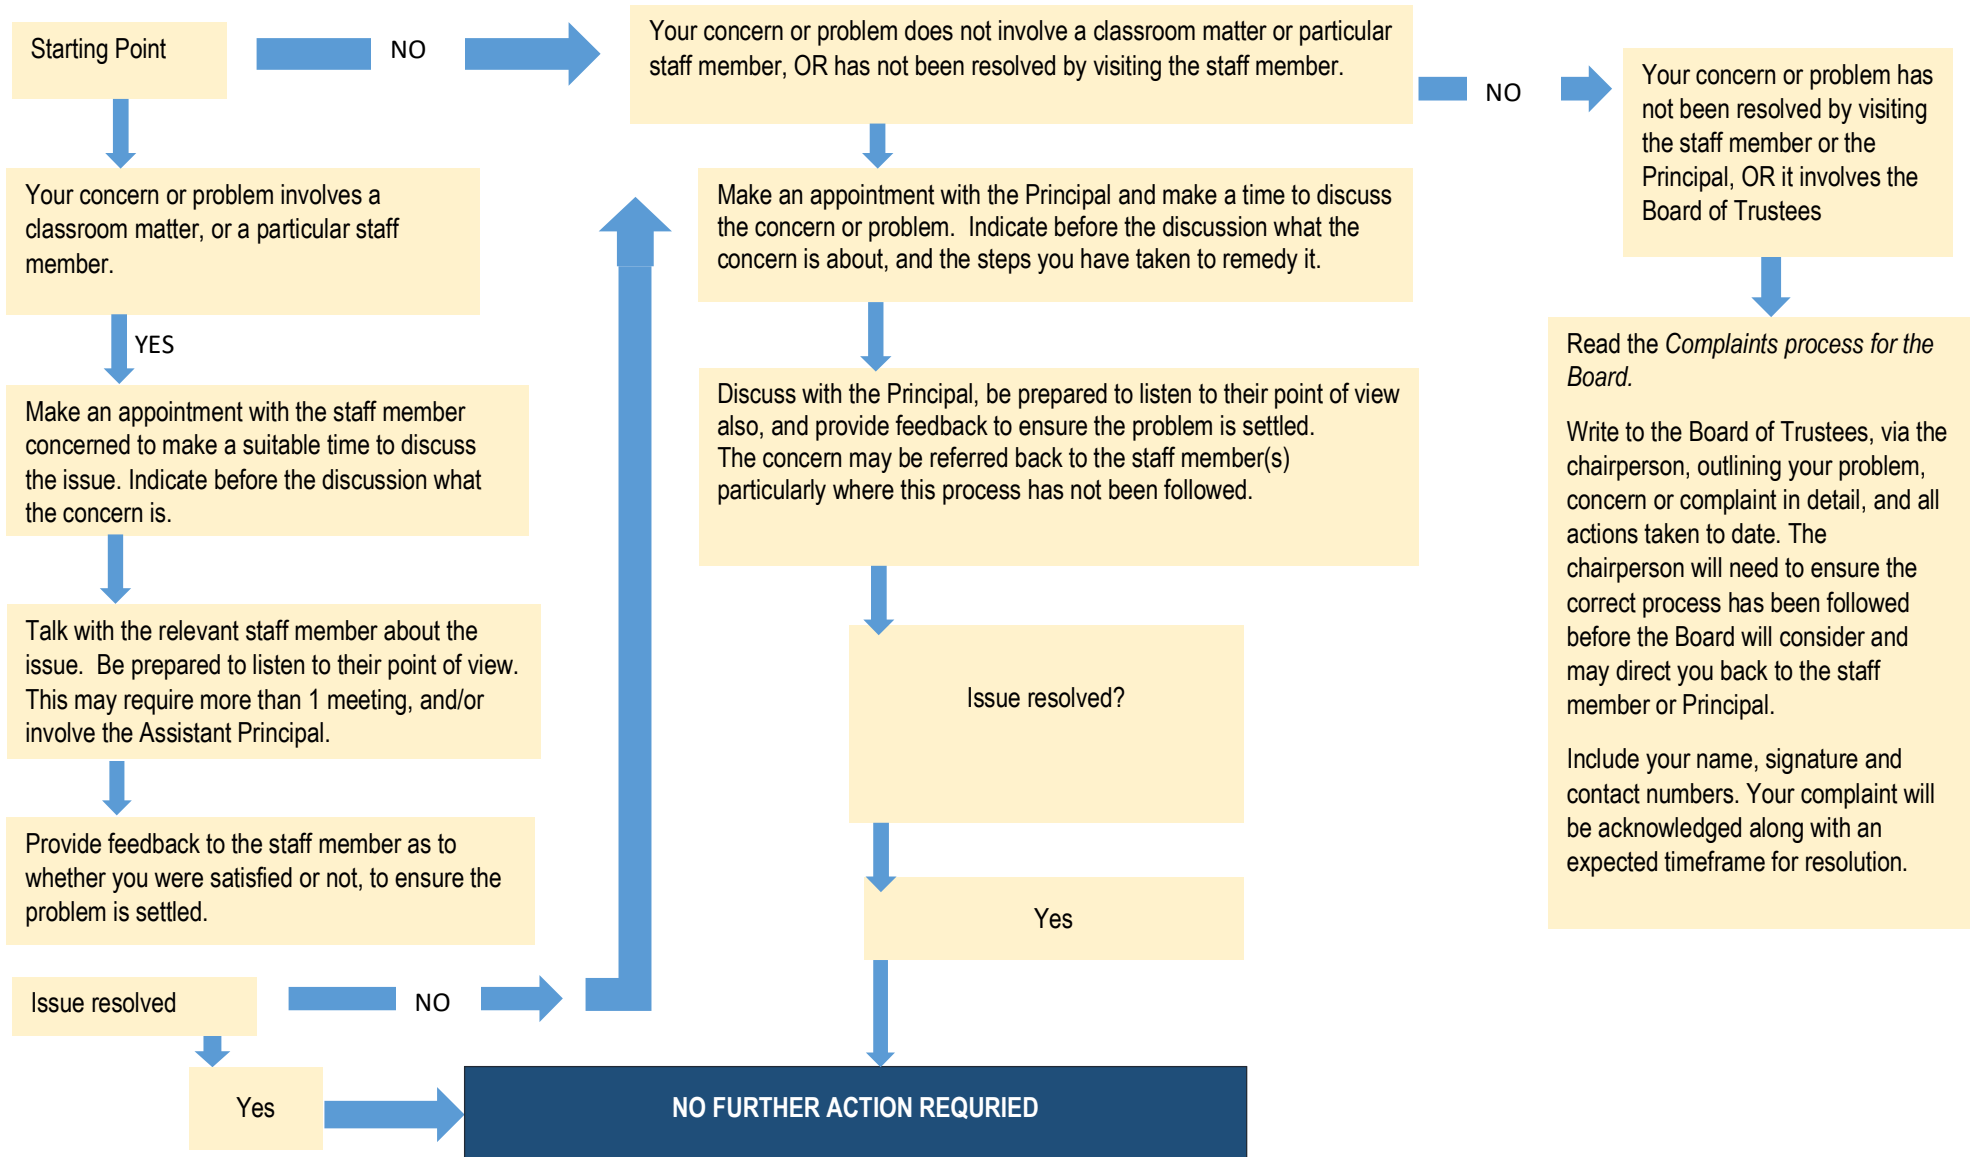 Starting Point
NO
Your concern or problem involves a
classroom matter, or a particular staff
member.
YES
Make an appointment with the staff member
concerned to make a suitable time to discuss
the issue. Indicate before the discussion what
the concern is.
Talk with the relevant staff member about the
issue.  Be prepared to listen to their point of view.
This may require more than 1 meeting, and/or
involve the Assistant Principal.
Provide feedback to the staff member as to
whether you were satisfied or not, to ensure the
problem is settled.
Issue resolved
NO
Yes
Your concern or problem does not involve a classroom matter or particular
staff member, OR has not been resolved by visiting the staff member.
NO
Make an appointment with the Principal and make a time to discuss
the concern or problem.  Indicate before the discussion what the
concern is about, and the steps you have taken to remedy it.
Discuss with the Principal, be prepared to listen to their point of view
also, and provide feedback to ensure the problem is settled.
The concern may be referred back to the staff member(s)
particularly where this process has not been followed.
Issue resolved?
Yes
NO FURTHER ACTION REQURIED
Your concern or problem has
not been resolved by visiting
the staff member or the
Principal, OR it involves the
Board of Trustees
Read the Complaints process for the
Board.
Write to the Board of Trustees, via the
chairperson, outlining your problem,
concern or complaint in detail, and all
actions taken to date. The
chairperson will need to ensure the
correct process has been followed
before the Board will consider and
may direct you back to the staff
member or Principal.
Include your name, signature and
contact numbers. Your complaint will
be acknowledged along with an
expected timeframe for resolution.